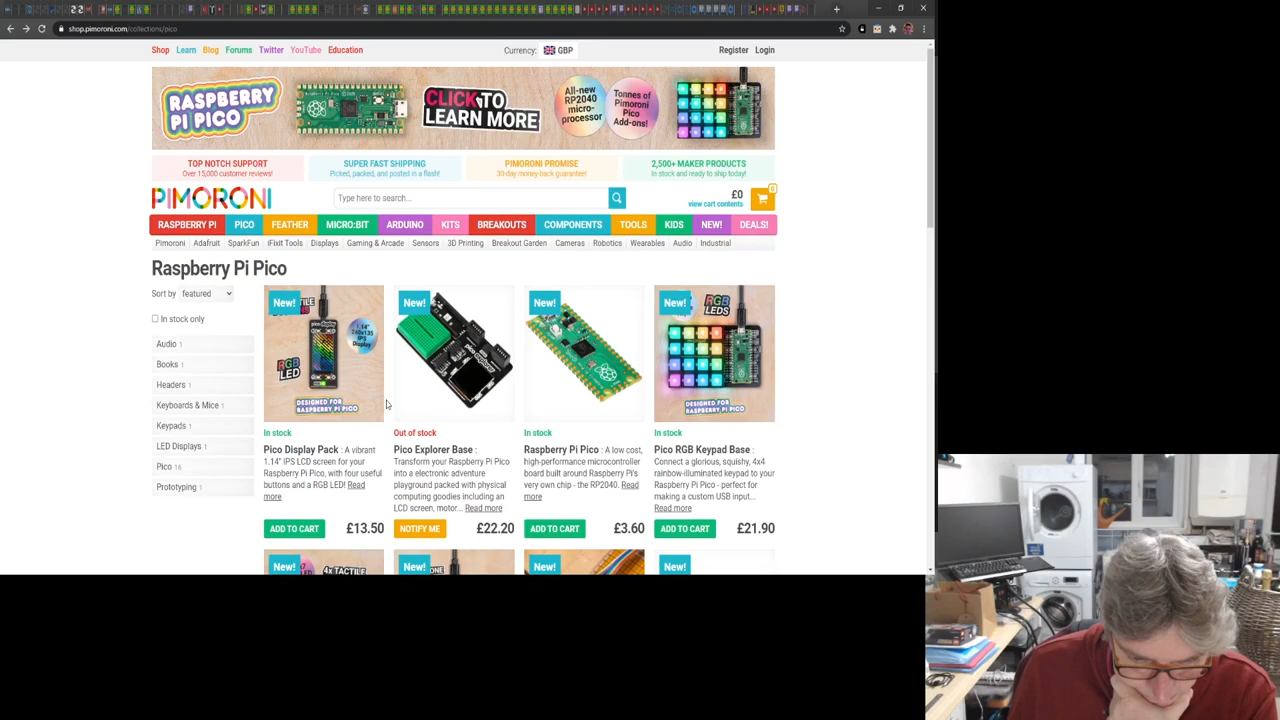 shop.pimoroni.com/collections/pico
Shop Learn Blog Forums Twitter YouTube Education
Currency: GBP
Register Login
RASPBERRY PI PICO
CLICK TO LEARN MORE
All-new RP2040 micro-processor
Tonnes of Pimoroni Pico Add-ons!
TOP NOTCH SUPPORT
Over 15,000 customer reviews!
SUPER FAST SHIPPING
Picked, packed, and posted in a flash!
PIMORONI PROMISE
30-day money-back guarantee!
2,500+ MAKER PRODUCTS
In stock and ready to ship today!
PIMORONI
Type here to search...
£0
view cart contents
0
RASPBERRY PI PICO FEATHER MICRO:BIT ARDUINO KITS BREAKOUTS COMPONENTS TOOLS KIDS NEW! DEALS!
Pimoroni Adafruit SparkFun iFixit Tools Displays Gaming & Arcade Sensors 3D Printing Breakout Garden Cameras Robotics Wearables Audio Industrial
Raspberry Pi Pico
Sort by featured
In stock only
Audio 1
Books 1
Headers 1
Keyboards & Mice 1
Keypads 1
LED Displays 1
Pico 16
Prototyping 1
New!
pico display
RGB LED
DESIGNED FOR RASPBERRY PI PICO
In stock
Pico Display Pack : A vibrant
1.14" IPS LCD screen for your
Raspberry Pi Pico, with four useful
buttons and a RGB LED! Read
more
ADD TO CART £13.50
New!
pico explorer
Out of stock
Pico Explorer Base :
Transform your Raspberry Pi Pico
into a electronic adventure
playground packed with physical
computing goodies including an
LCD screen, motor... Read more
NOTIFY ME £22.20
New!
In stock
Raspberry Pi Pico : A low cost,
high-performance microcontroller
board built around Raspberry Pi's
very own chip - the RP2040. Read
more
ADD TO CART £3.60
New!
RGB LEDS
DESIGNED FOR RASPBERRY PI PICO
In stock
Pico RGB Keypad Base :
Connect a glorious, squishy, 4x4
rainbow-illuminated keypad to your
Raspberry Pi Pico - perfect for
making a custom USB input...
Read more
ADD TO CART £21.90
New!
New!
4x TACTILE
New!
New!